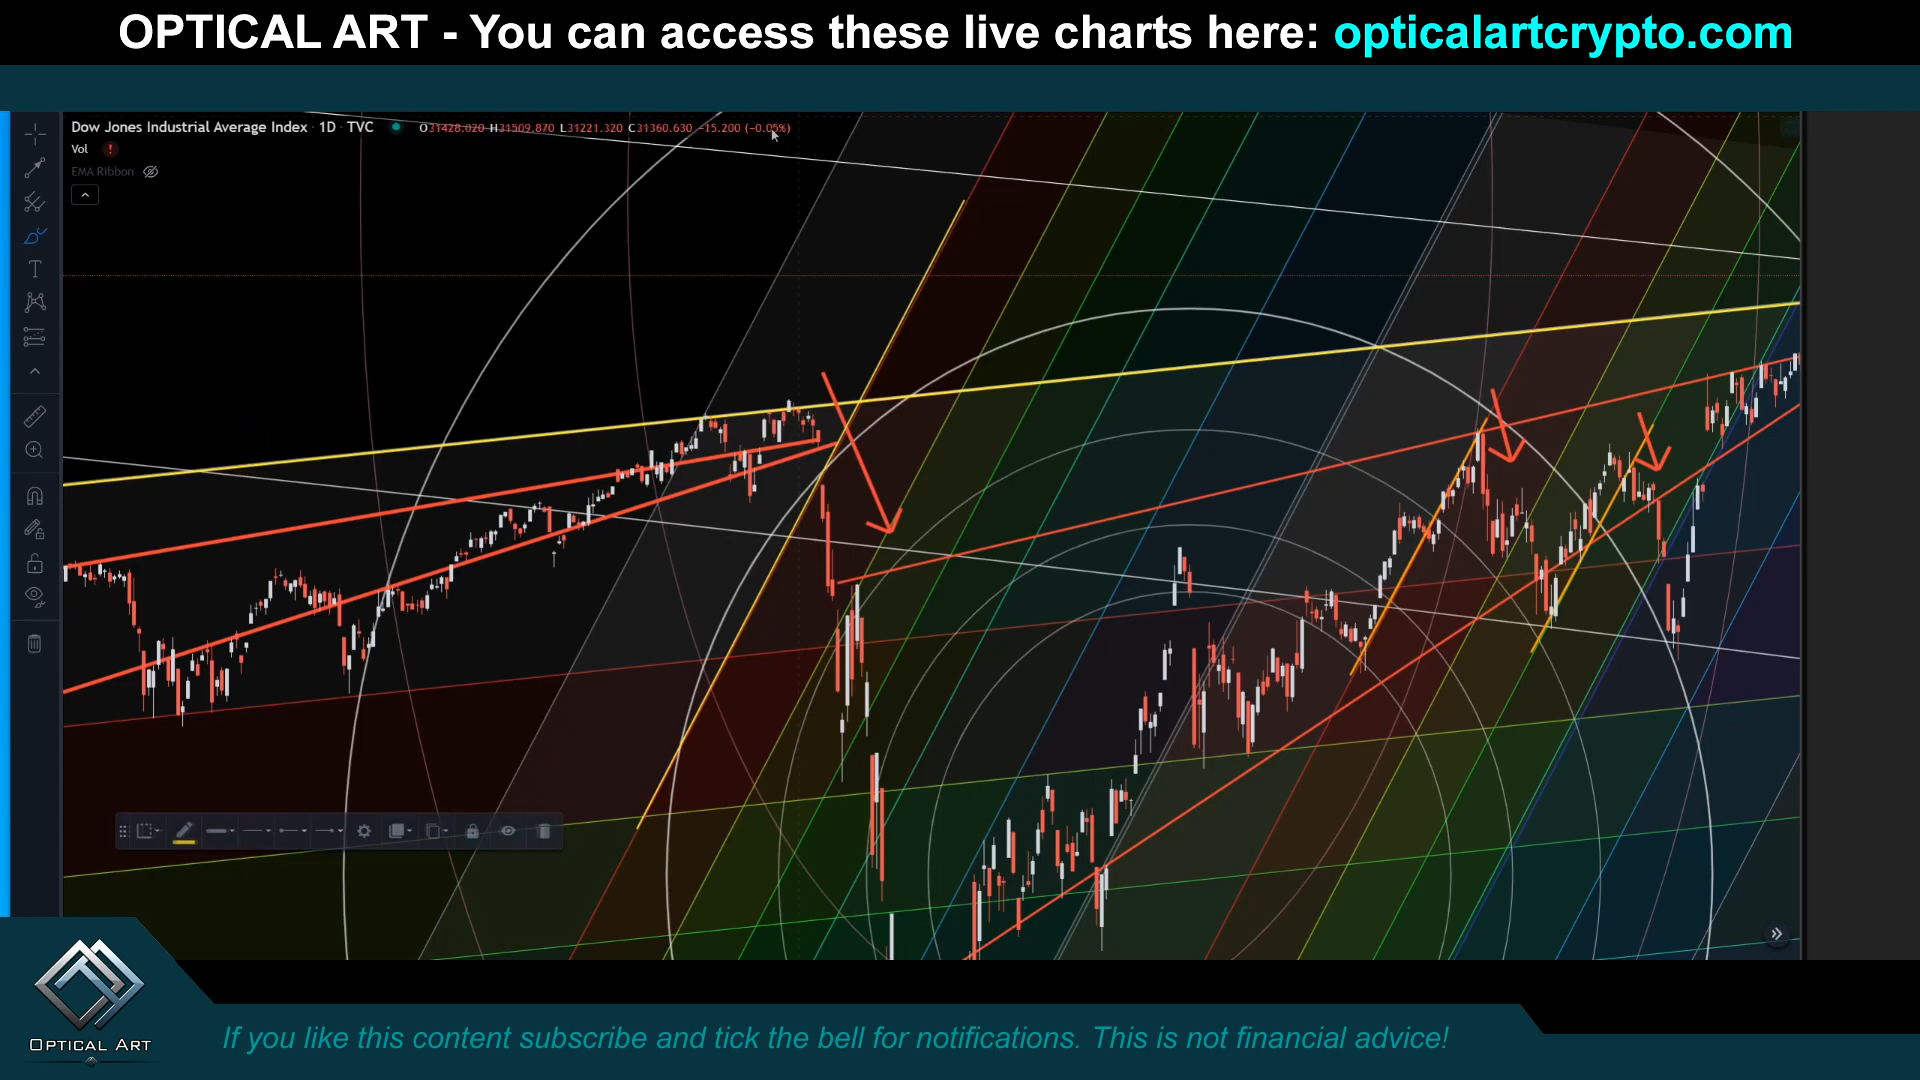 OPTICAL ART - You can access these live charts here: opticalartcrypto.com
Dow Jones Industrial Average Index · 1D · TVC O31428.020 H31509.870 L31221.320 C31360.630 −15.200 (−0.05%)
Vol
EMA Ribbon
OPTICAL ART
If you like this content subscribe and tick the bell for notifications. This is not financial advice!